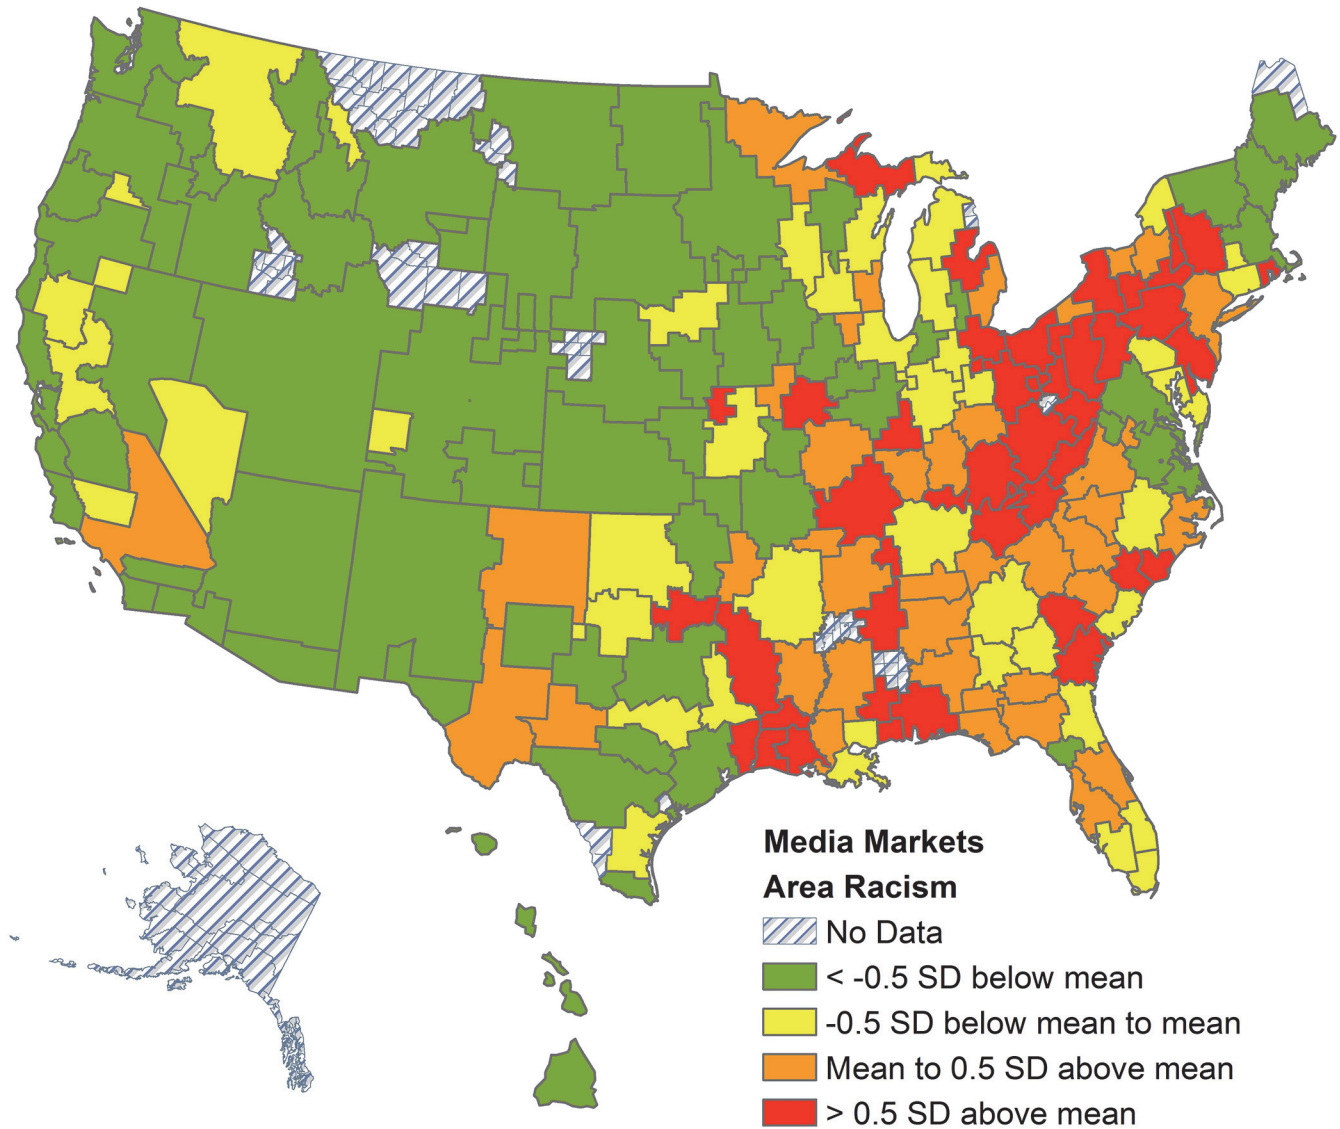 Media Markets
Area Racism
No Data
< -0.5 SD below mean
-0.5 SD below mean to mean
Mean to 0.5 SD above mean
> 0.5 SD above mean